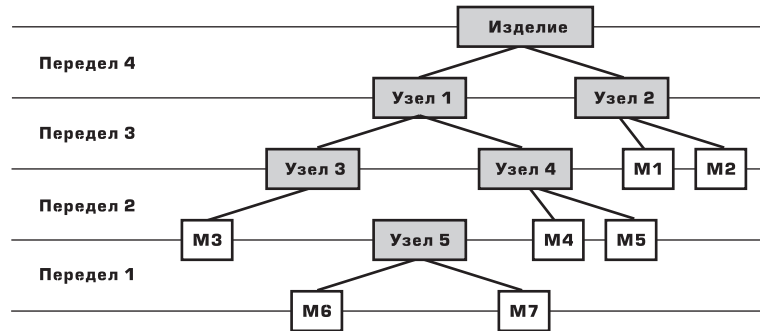 Изделие
Передел 4
Узел 1
Узел 2
Передел 3
Узел 3
Узел 4
М1
М2
Передел 2
М3
Узел 5
М4
М5
Передел 1
М6
М7